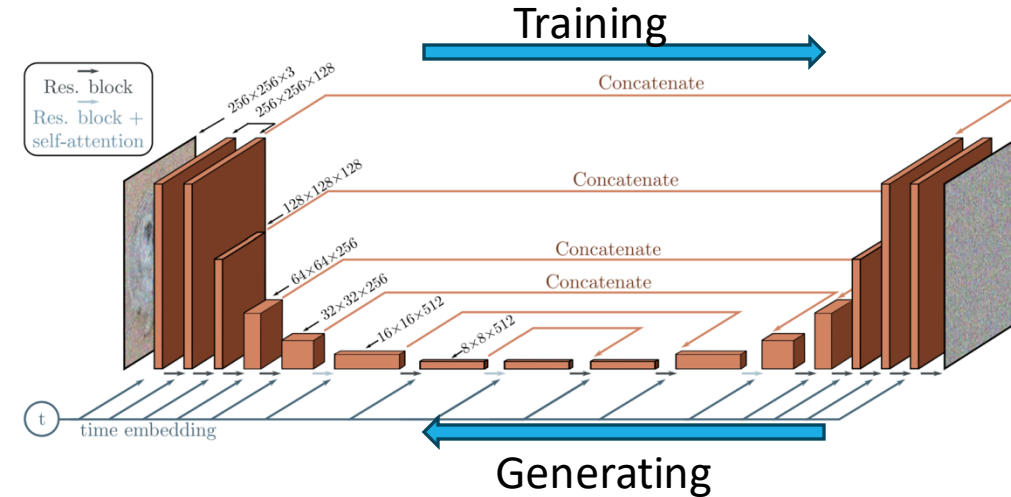 Training
Res. block
Res. block +
self-attention
256×256×3
256×256×128
Concatenate
128×128×128
Concatenate
64×64×256
Concatenate
32×32×256
Concatenate
16×16×512
8×8×512
t
time embedding
Generating